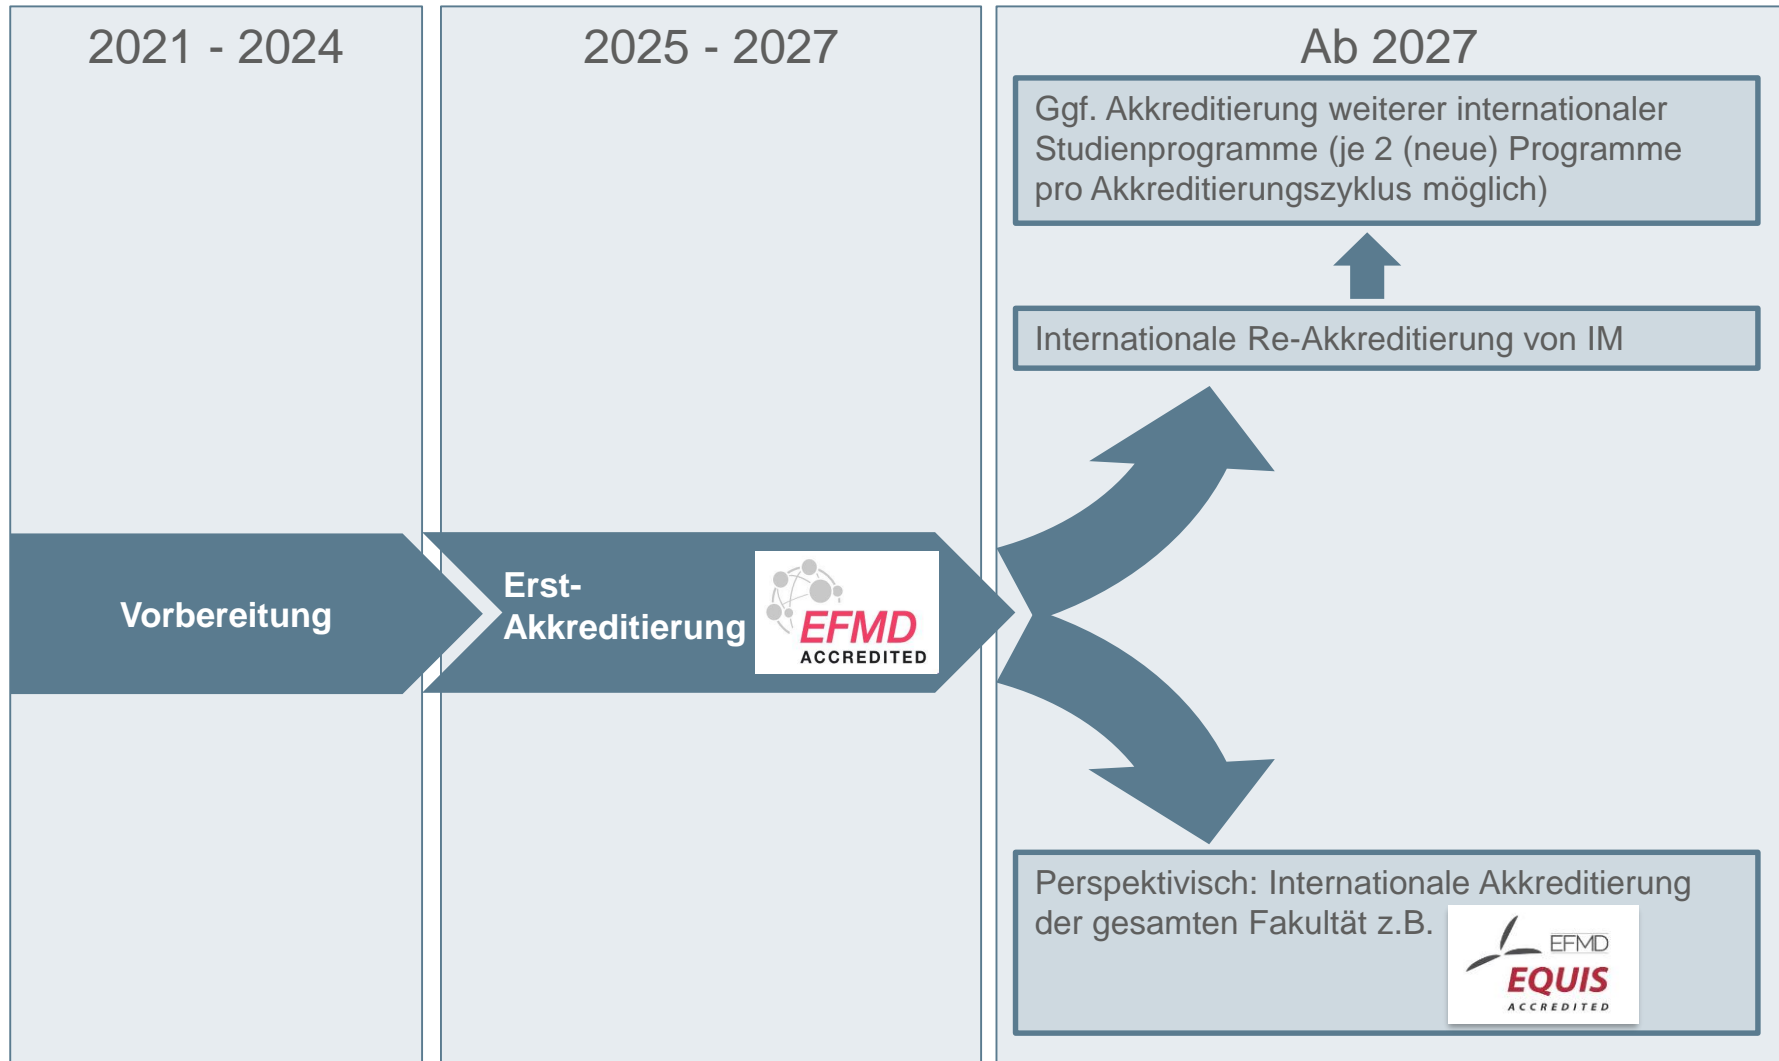 2021 - 2024
2025 - 2027
Ab 2027
Ggf. Akkreditierung weiterer internationaler
Studienprogramme (je 2 (neue) Programme
pro Akkreditierungszyklus möglich)
Internationale Re-Akkreditierung von IM
Vorbereitung
Erst-
Akkreditierung
EFMD
ACCREDITED
Perspektivisch: Internationale Akkreditierung
der gesamten Fakultät z.B.
EFMD
EQUIS
ACCREDITED